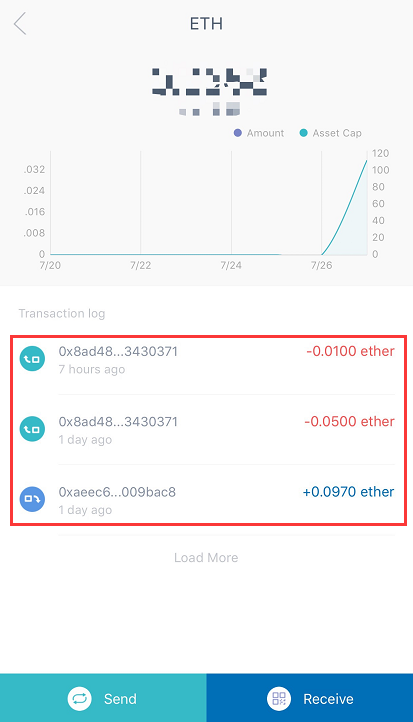 ETH
Amount Asset Cap
.032
.024
.016
.008
0
120
100
80
60
40
20
0
7/20 7/22 7/24 7/26
Transaction log
0x8ad48...3430371 -0.0100 ether
7 hours ago
0x8ad48...3430371 -0.0500 ether
1 day ago
0xaeec6...009bac8 +0.0970 ether
1 day ago
Load More
Send Receive